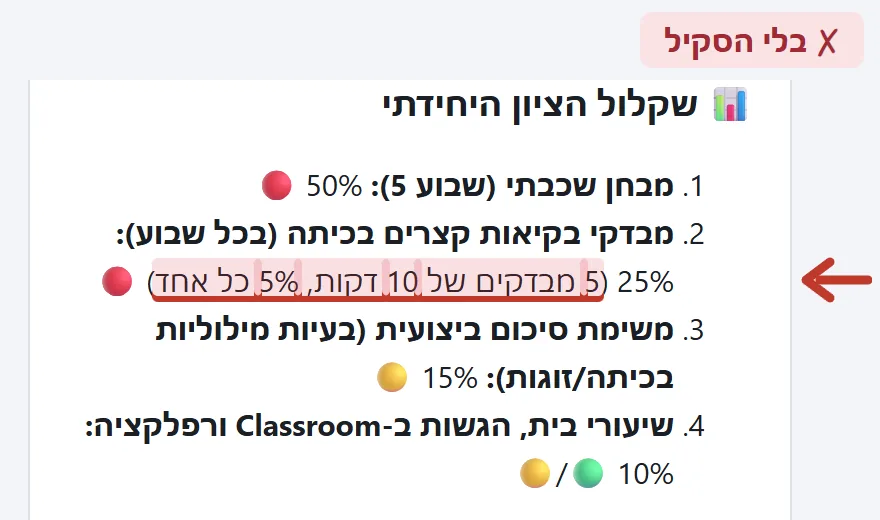 ✗ בלי הסקיל
📊 שקלול הציון היחידתי
1. מבחן שכבתי (שבוע 5): 50% 🔴
2. מבדקי בקיאות קצרים בכיתה (בכל שבוע):
25% (5 מבדקים של 10 דקות, 5% כל אחד) 🔴
3. משימת סיכום ביצועית (בעיות מילוליות
בכיתה/זוגות): 15% 🟡
4. שיעורי בית, הגשות ב-Classroom ורפלקציה:
10% 🟢/🟡